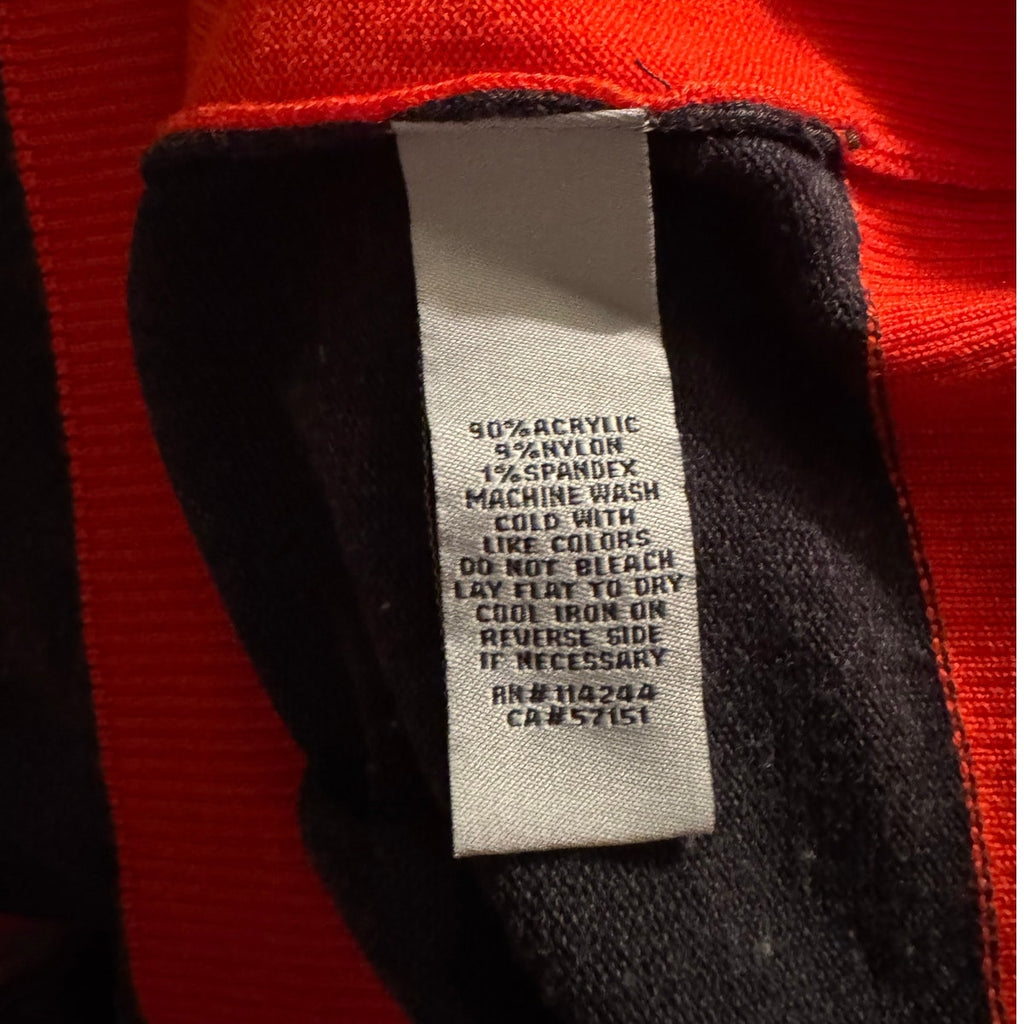 90% ACRYLIC
9% NYLON
1% SPANDEX
MACHINE WASH
COLD WITH
LIKE COLORS
DO NOT BLEACH
LAY FLAT TO DRY
COOL IRON ON
REVERSE SIDE
IF NECESSARY
RN#114244
CA#57151